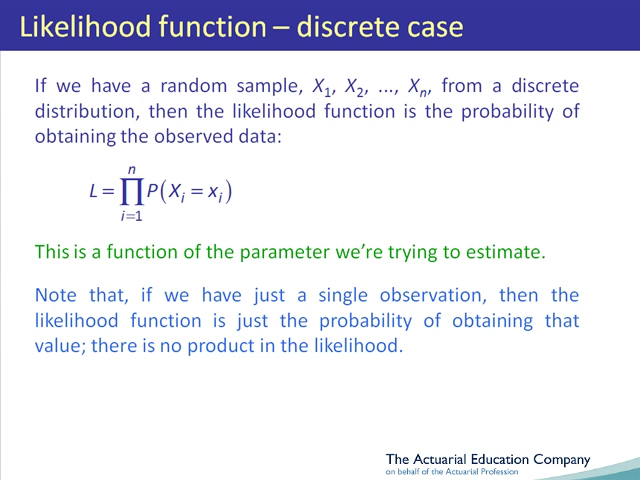 Likelihood function – discrete case
If we have a random sample, X₁, X₂, ..., Xₙ, from a discrete
distribution, then the likelihood function is the probability of
obtaining the observed data:
L = ∏ⁿᵢ₌₁ P(Xᵢ = xᵢ)
This is a function of the parameter we’re trying to estimate.
Note that, if we have just a single observation, then the
likelihood function is just the probability of obtaining that
value; there is no product in the likelihood.
The Actuarial Education Company
on behalf of the Actuarial Profession